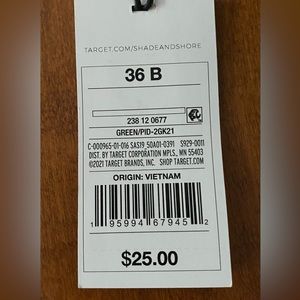 TARGET.COM/SHADEANDSHORE
36 B
238 12 0677
GREEN/PID-2GK21
C-000965-01-016 SAS19_50A01-0391 S929-0011
DIST. BY TARGET CORPORATION MPLS., MN 55403
©2021 TARGET BRANDS, INC. SHOP TARGET.COM
ORIGIN: VIETNAM
1 95994 67945 2
$25.00